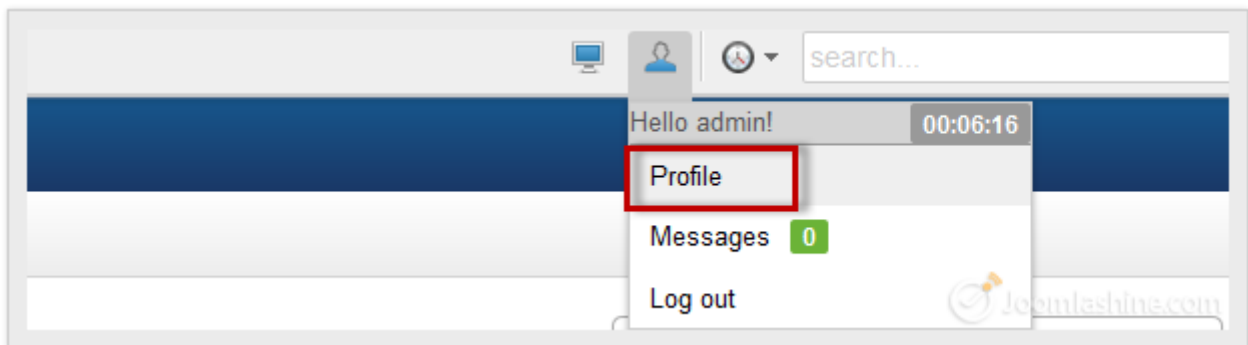 search...
Hello admin! 00:06:16
Profile
Messages 0
Log out
Joomlashine.com